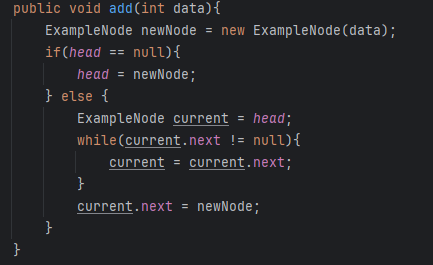 public void add(int data){
    ExampleNode newNode = new ExampleNode(data);
    if(head == null){
        head = newNode;
    } else {
        ExampleNode current = head;
        while(current.next != null){
            current = current.next;
        }
        current.next = newNode;
    }
}